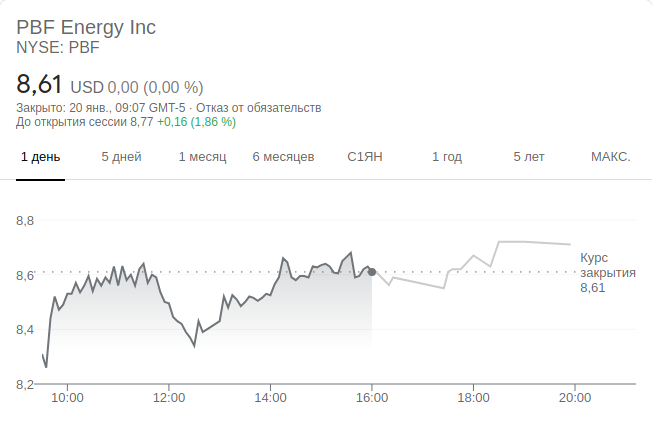 PBF Energy Inc
NYSE: PBF
8,61 USD 0,00 (0,00 %)
Закрыто: 20 янв., 09:07 GMT-5 · Отказ от обязательств
До открытия сессии 8,77 +0,16 (1,86 %)
1 день 5 дней 1 месяц 6 месяцев С1ЯН 1 год 5 лет МАКС.
8,8
8,6
8,4
8,2
Курс
закрытия
8,61
10:00 12:00 14:00 16:00 18:00 20:00